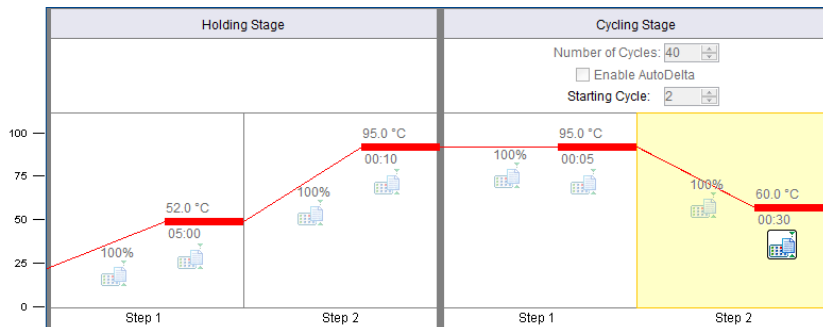 Holding Stage
Cycling Stage
Number of Cycles: 40
Enable AutoDelta
Starting Cycle: 2
100
75
50
25
0
100%
52.0 °C
05:00
100%
95.0 °C
00:10
100%
95.0 °C
00:05
100%
60.0 °C
00:30
Step 1
Step 2
Step 1
Step 2